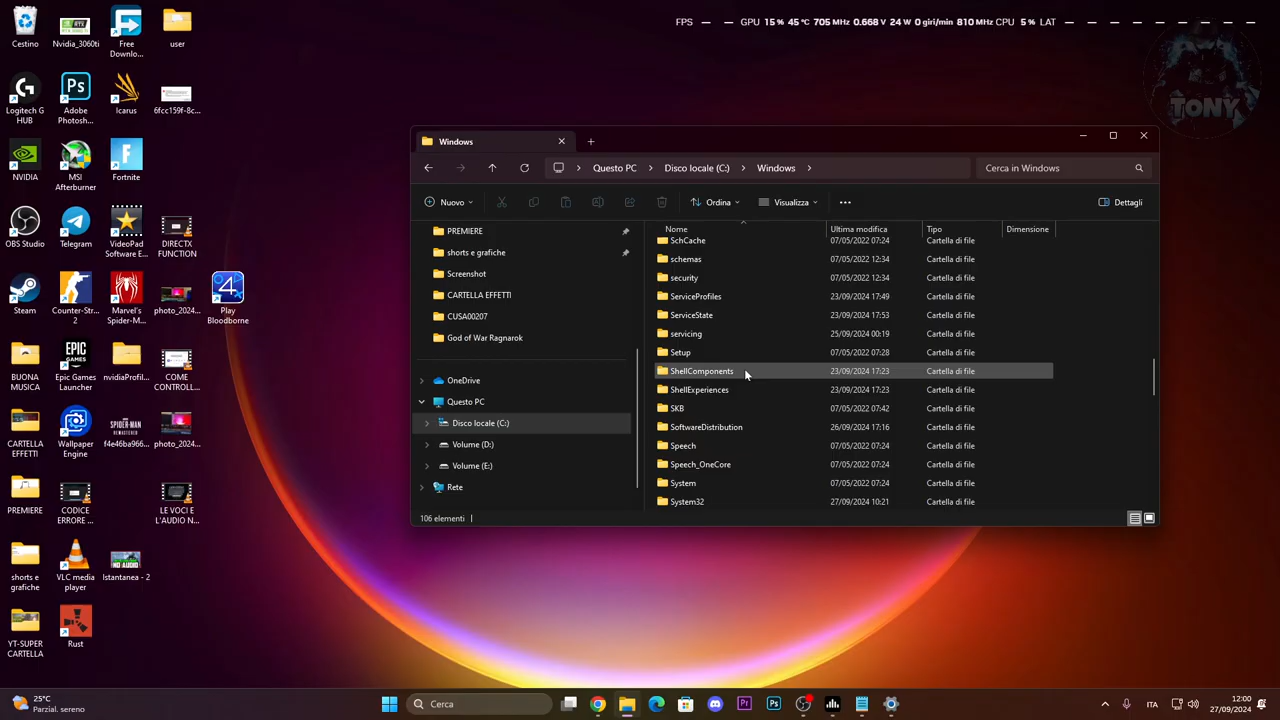 FPS — — GPU 15 % 45 °C 705 MHz 0.668 V 24 W 0 giri/min 810 MHz CPU 5 % LAT — — — — — — — —
TONY
Cestino
Nvidia_3060ti
Free
Downlo...
user
Logitech G
HUB
Adobe
Photosh...
Icarus
6fcc159f-8c...
NVIDIA
MSI
Afterburner
Fortnite
OBS Studio
Telegram
VideoPad
Software E...
DIRECTX
FUNCTION
Steam
Counter-Str...
2
Marvel's
Spider-M...
photo_2024...
Play
Bloodborne
BUONA
MUSICA
Epic Games
Launcher
nvidiaProfil...
COME
CONTROLL...
CARTELLA
EFFETTI
Wallpaper
Engine
f4e46ba966...
photo_2024...
PREMIERE
CODICE
ERRORE ...
LE VOCI E
L'AUDIO N...
shorts e
grafiche
VLC media
player
Istantanea - 2
YT-SUPER
CARTELLA
Rust
Windows
Questo PC
Disco locale (C:)
Windows
Cerca in Windows
Nuovo
Ordina
Visualizza
Dettagli
PREMIERE
shorts e grafiche
Screenshot
CARTELLA EFFETTI
CUSA00207
God of War Ragnarok
OneDrive
Questo PC
Disco locale (C:)
Volume (D:)
Volume (E:)
Rete
Nome Ultima modifica Tipo Dimensione
SchCache 07/05/2022 07:24 Cartella di file
schemas 07/05/2022 12:34 Cartella di file
security 07/05/2022 12:34 Cartella di file
ServiceProfiles 23/09/2024 17:49 Cartella di file
ServiceState 23/09/2024 17:53 Cartella di file
servicing 25/09/2024 00:19 Cartella di file
Setup 07/05/2022 07:28 Cartella di file
ShellComponents 23/09/2024 17:23 Cartella di file
ShellExperiences 23/09/2024 17:23 Cartella di file
SKB 07/05/2022 07:42 Cartella di file
SoftwareDistribution 26/09/2024 17:16 Cartella di file
Speech 07/05/2022 07:24 Cartella di file
Speech_OneCore 07/05/2022 07:24 Cartella di file
System 07/05/2022 07:24 Cartella di file
System32 27/09/2024 10:21 Cartella di file
106 elementi
25°C
Parzial. sereno
Cerca
ITA
12:00
27/09/2024